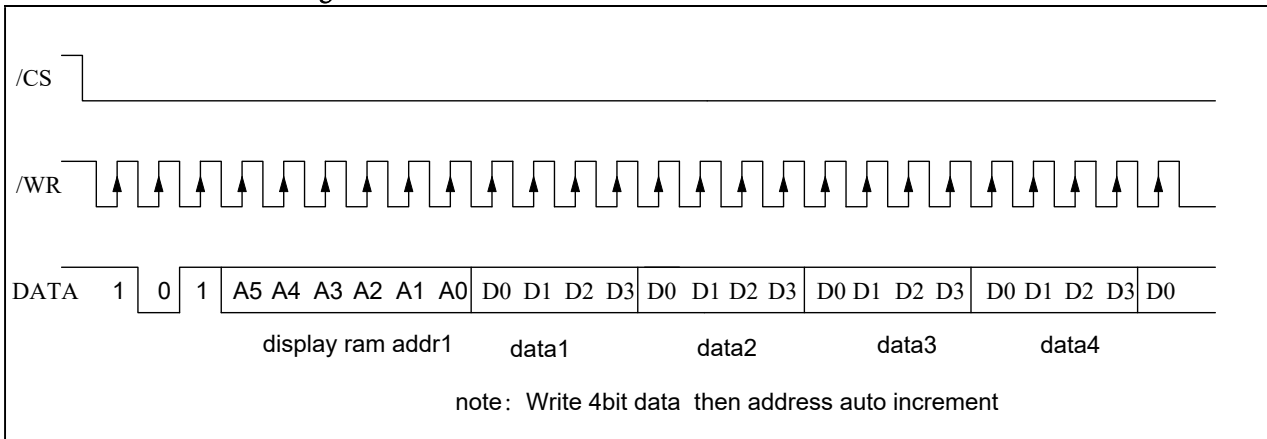 /CS
/WR
DATA 1 0 1 A5 A4 A3 A2 A1 A0 D0 D1 D2 D3 D0 D1 D2 D3 D0 D1 D2 D3 D0 D1 D2 D3 D0
display ram addr1 data1 data2 data3 data4
note: Write 4bit data then address auto increment